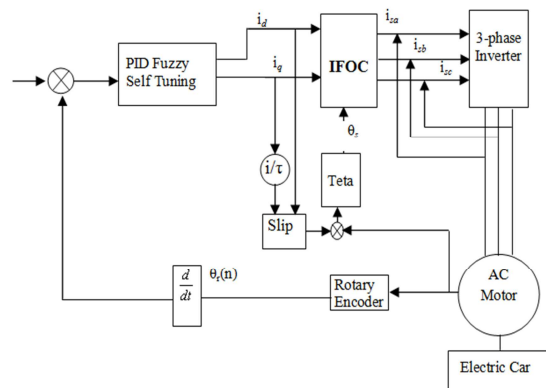 i_d
i_sa
PID Fuzzy
Self Tuning
i_q
IFOC
i_sb
i_sc
3-phase
Inverter
θ_e
i/τ
Teta
Slip
d
dt
θ_r(n)
Rotary
Encoder
AC
Motor
Electric Car